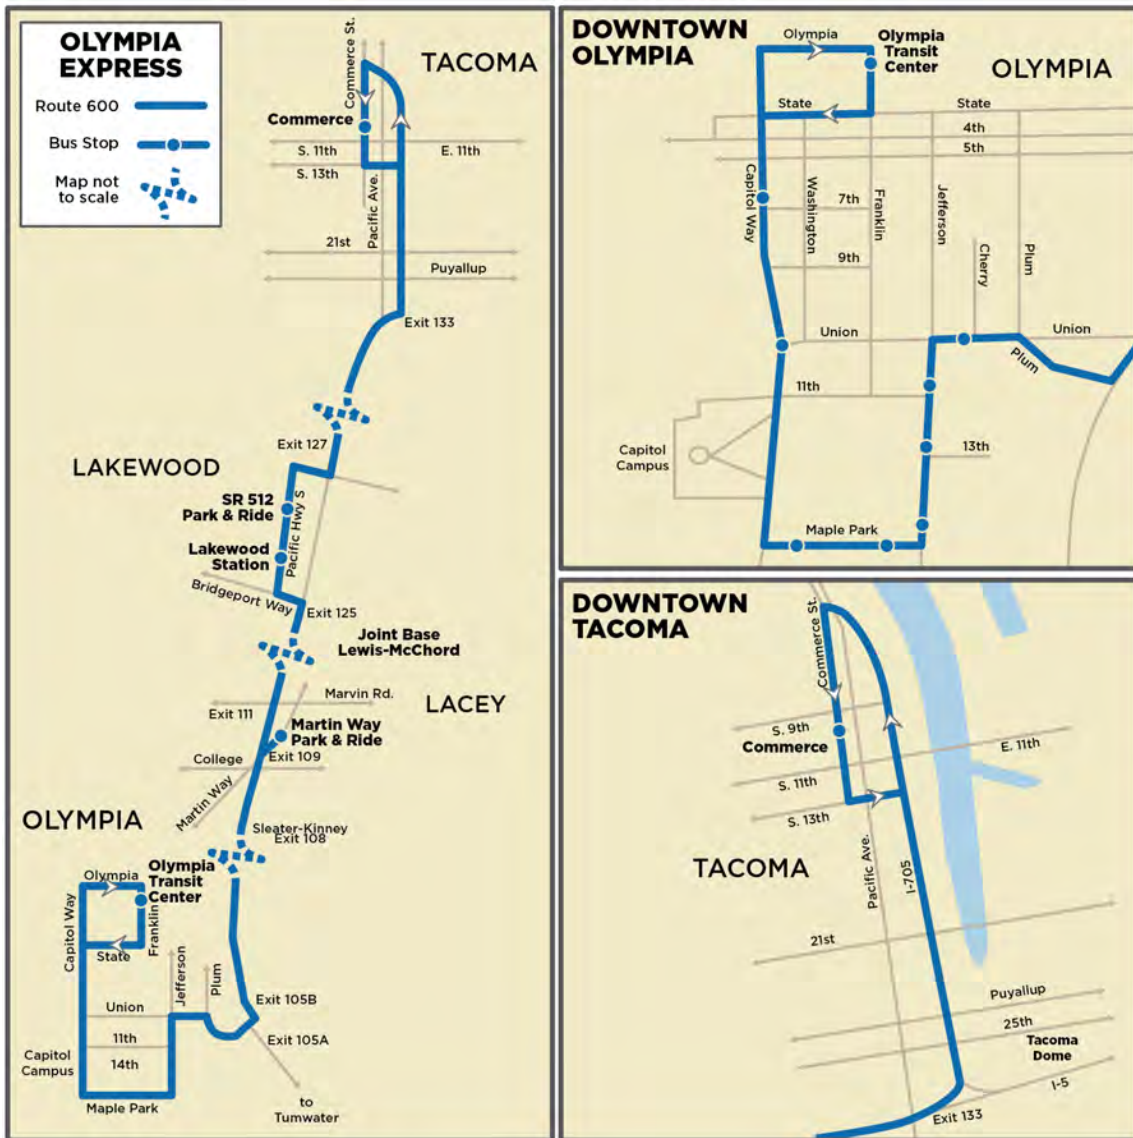 OLYMPIA
EXPRESS
Route 600
Bus Stop
Map not
to scale
TACOMA
Commerce St.
Commerce
S. 11th
E. 11th
S. 13th
Pacific Ave.
21st
Puyallup
Exit 133
Exit 127
LAKEWOOD
SR 512
Park & Ride
Pacific Hwy S
Lakewood
Station
Bridgeport Way
Exit 125
Joint Base
Lewis-McChord
Marvin Rd.
Exit 111
LACEY
Martin Way
Park & Ride
College
Exit 109
Martin Way
OLYMPIA
Sleater-Kinney
Exit 108
Olympia
Olympia
Transit
Center
Capitol Way
Franklin
State
Jefferson
Plum
Union
Exit 105B
11th
Exit 105A
14th
Capitol
Campus
Maple Park
to
Tumwater
DOWNTOWN
OLYMPIA
Olympia
Olympia
Transit
Center
OLYMPIA
State
State
4th
5th
Capitol Way
Washington
Franklin
Jefferson
Cherry
Plum
7th
9th
Union
Union
Plum
11th
13th
Capitol
Campus
Maple Park
DOWNTOWN
TACOMA
Commerce St.
S. 9th
Commerce
E. 11th
S. 11th
S. 13th
TACOMA
Pacific Ave.
I-705
21st
Puyallup
25th
Tacoma
Dome
I-5
Exit 133